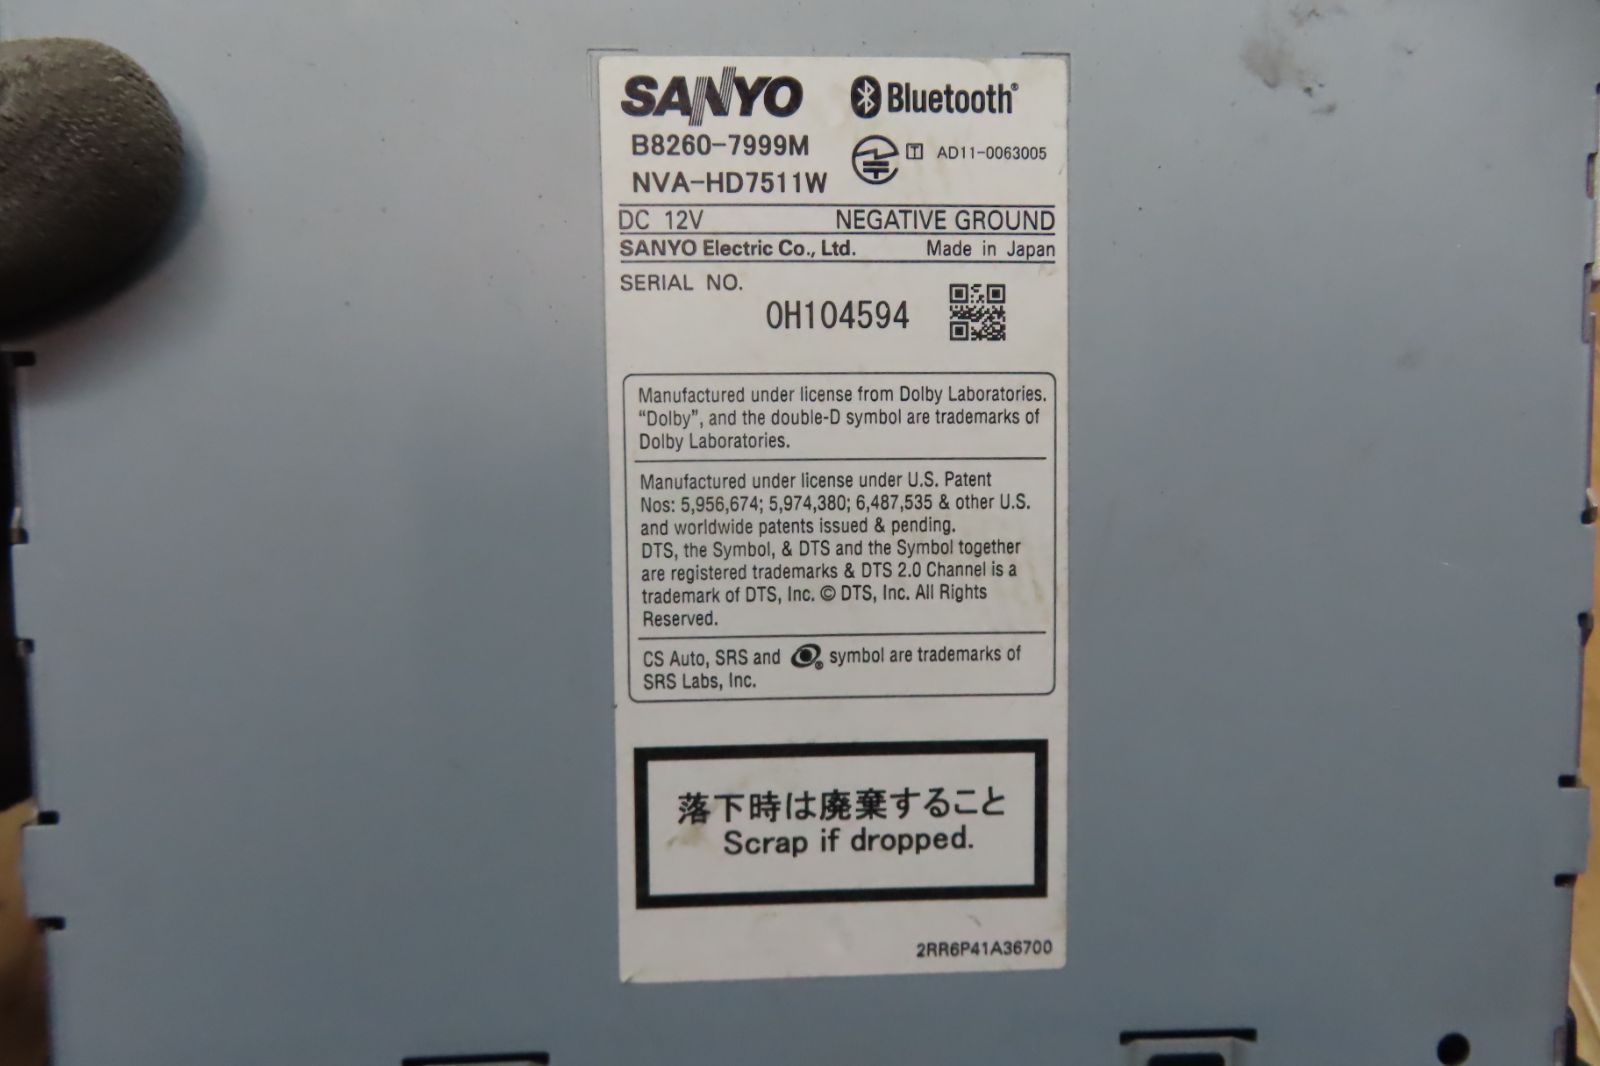 SANYO Bluetooth®
B8260-7999M
T AD11-0063005
NVA-HD7511W
DC 12V NEGATIVE GROUND
SANYO Electric Co., Ltd. Made in Japan
SERIAL NO.
0H104594
Manufactured under license from Dolby Laboratories.
“Dolby”, and the double-D symbol are trademarks of
Dolby Laboratories.
Manufactured under license under U.S. Patent
Nos: 5,956,674; 5,974,380; 6,487,535 & other U.S.
and worldwide patents issued & pending.
DTS, the Symbol, & DTS and the Symbol together
are registered trademarks & DTS 2.0 Channel is a
trademark of DTS, Inc. © DTS, Inc. All Rights
Reserved.
CS Auto, SRS and ® symbol are trademarks of
SRS Labs, Inc.
落下時は廃棄すること
Scrap if dropped.
2RR6P41A36700